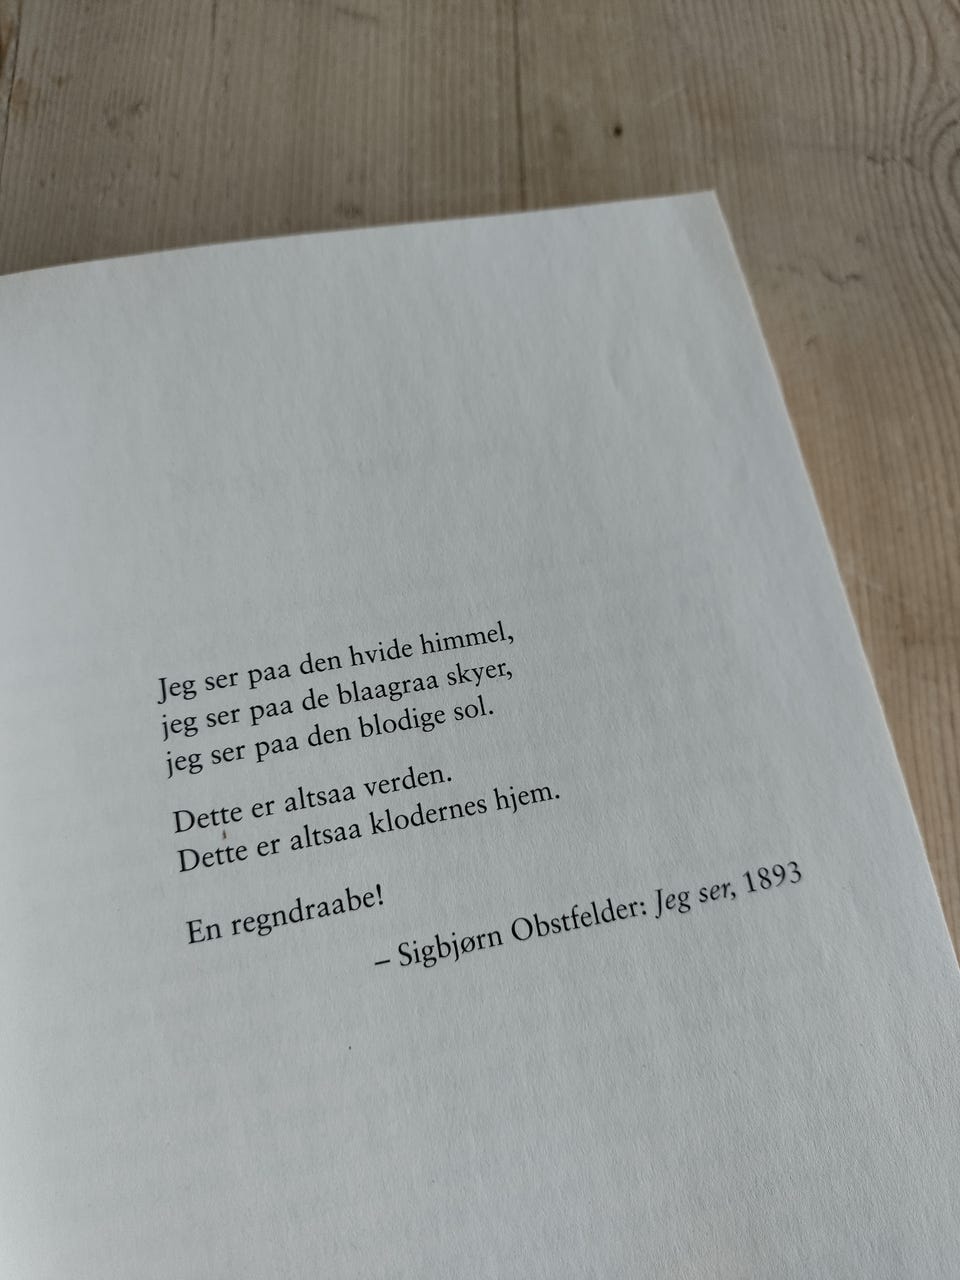 Jeg ser paa den hvide himmel,
jeg ser paa de blaagraa skyer,
jeg ser paa den blodige sol.
Dette er altsaa verden.
Dette er altsaa klodernes hjem.
En regndraabe!
– Sigbjørn Obstfelder: Jeg ser, 1893